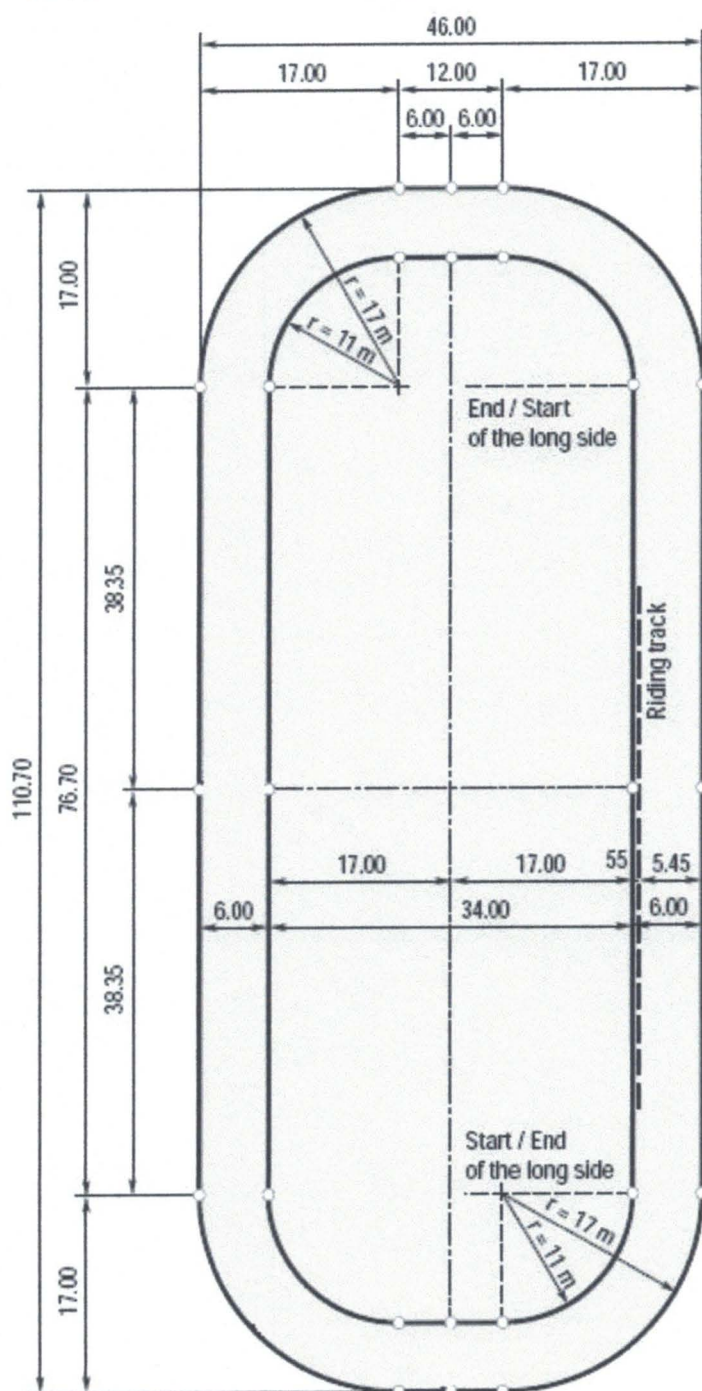 46.00
17.00 12.00 17.00
6.00 6.00
17.00
r = 17 m
r = 11 m
End / Start
of the long side
38.35
Riding track
110.70
76.70
17.00 17.00 55 5.45
6.00 34.00 6.00
38.35
Start / End
of the long side
r = 17 m
r = 11 m
17.00